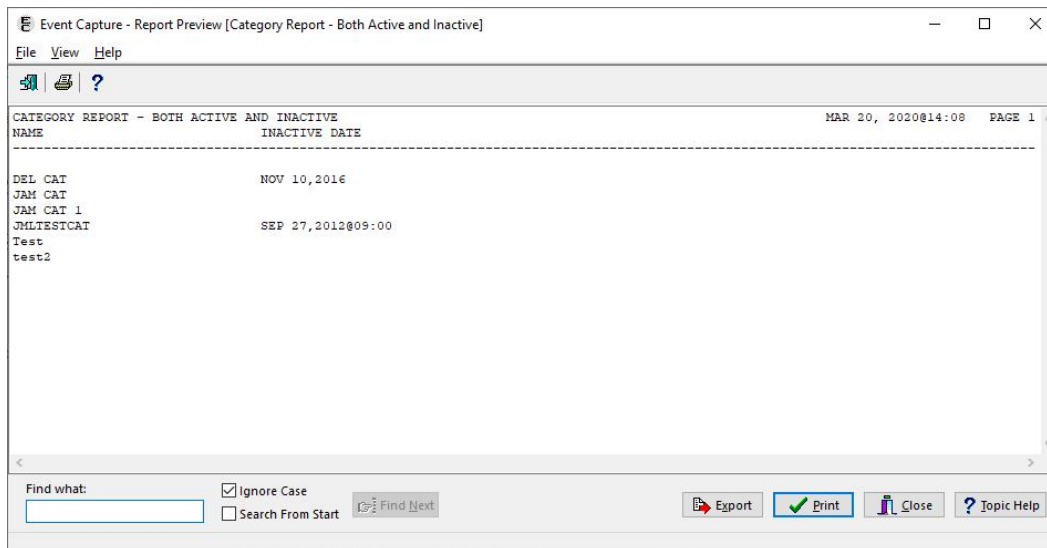 Event Capture - Report Preview [Category Report - Both Active and Inactive]
File View Help
CATEGORY REPORT - BOTH ACTIVE AND INACTIVE MAR 20, 2020@14:08 PAGE 1
NAME INACTIVE DATE
DEL CAT NOV 10,2016
JAM CAT
JAM CAT 1
JMLTESTCAT SEP 27,2012@09:00
Test
test2
Find what: Ignore Case
Search From Start Find Next Export Print Close Topic Help